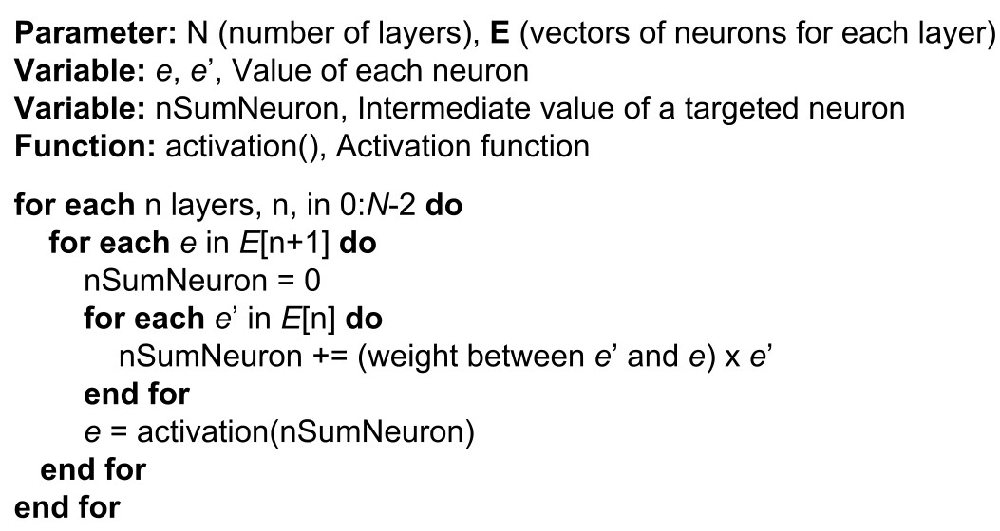 Parameter: N (number of layers), E (vectors of neurons for each layer)
Variable: e, e’, Value of each neuron
Variable: nSumNeuron, Intermediate value of a targeted neuron
Function: activation(), Activation function
for each n layers, n, in 0:N-2 do
for each e in E[n+1] do
nSumNeuron = 0
for each e’ in E[n] do
nSumNeuron += (weight between e’ and e) x e’
end for
e = activation(nSumNeuron)
end for
end for